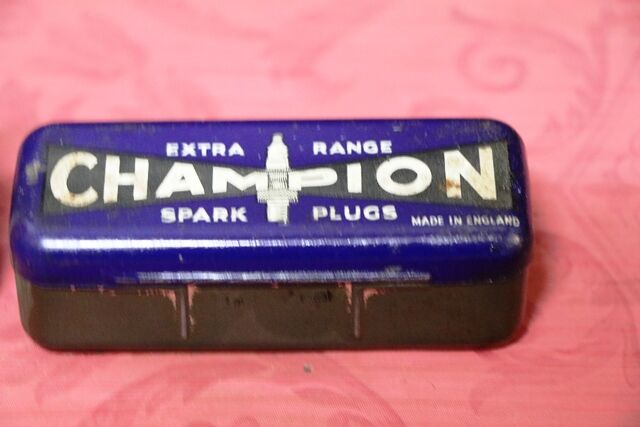 EXTRA RANGE
CHAMPION
SPARK PLUGS
MADE IN ENGLAND